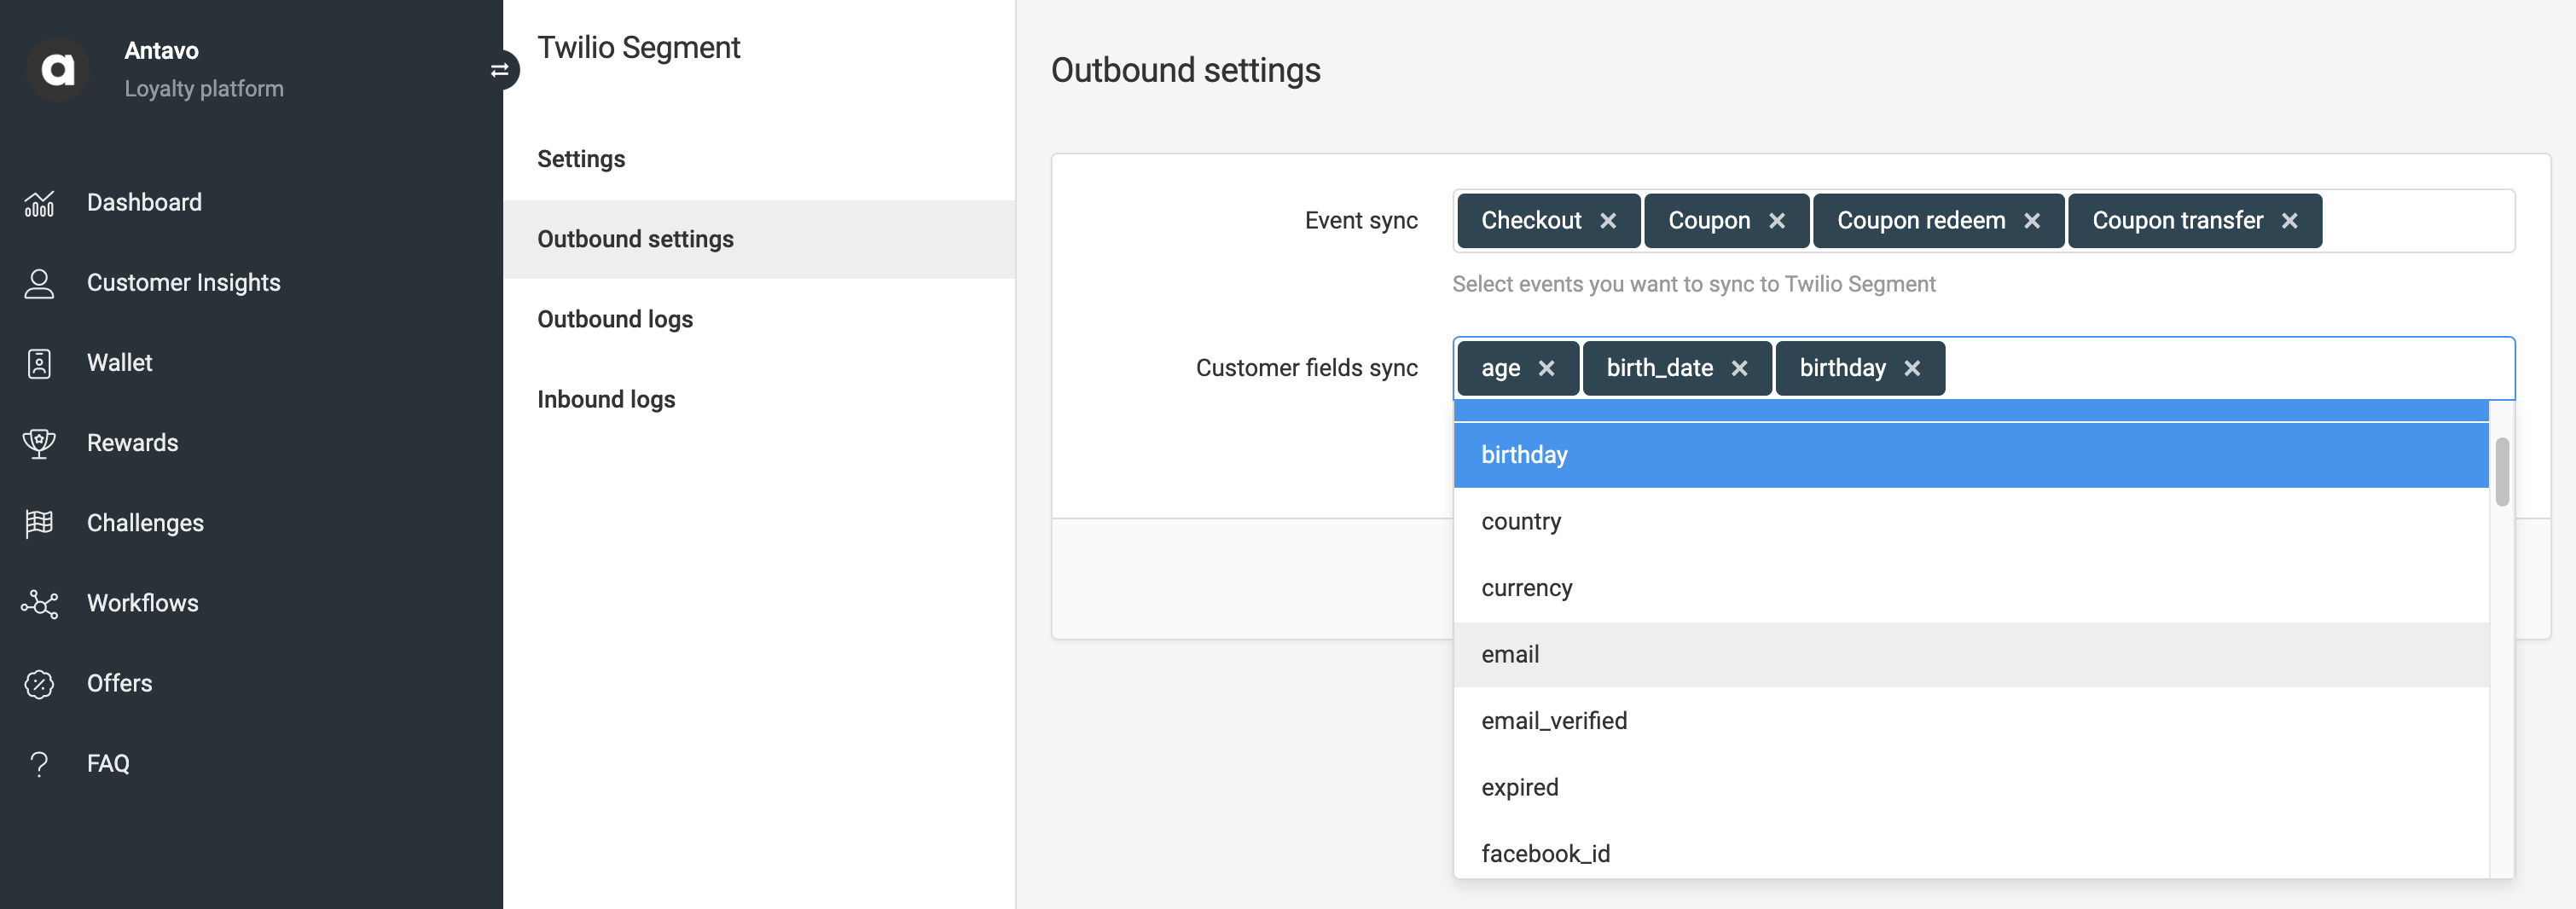 Antavo
Loyalty platform
Dashboard
Customer Insights
Wallet
Rewards
Challenges
Workflows
Offers
FAQ
Twilio Segment
Settings
Outbound settings
Outbound logs
Inbound logs
Outbound settings
Event sync
Checkout × Coupon × Coupon redeem × Coupon transfer ×
Select events you want to sync to Twilio Segment
Customer fields sync
age × birth_date × birthday ×
birthday
country
currency
email
email_verified
expired
facebook_id